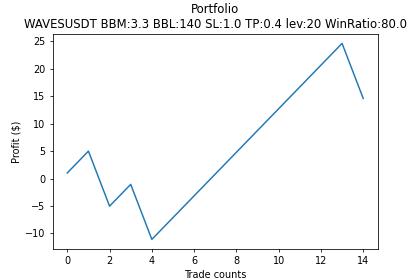 Portfolio
WAVESUSDT BBM:3.3 BBL:140 SL:1.0 TP:0.4 lev:20 WinRatio:80.0
25
20
15
10
5
0
−5
−10
Profit ($)
0 2 4 6 8 10 12 14
Trade counts